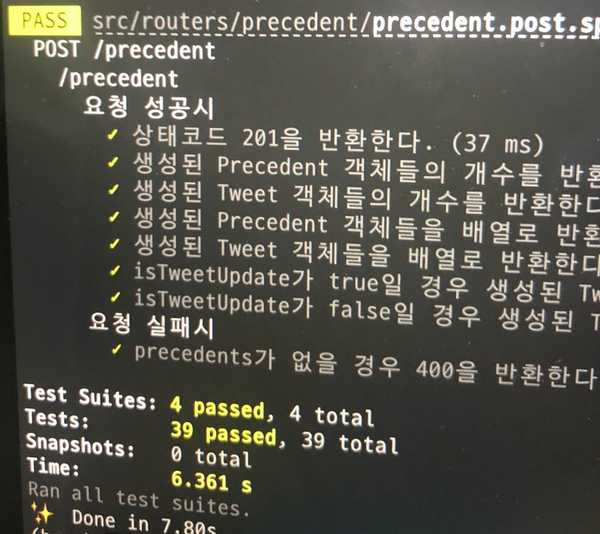 PASS src/routers/precedent/precedent.post.sp
POST /precedent
/precedent
요청 성공시
✓ 상태코드 201을 반환한다. (37 ms)
✓ 생성된 Precedent 객체들의 개수를 반환
✓ 생성된 Tweet 객체들의 개수를 반환한다
✓ 생성된 Precedent 객체들을 배열로 반환
✓ 생성된 Tweet 객체들을 배열로 반환한다
✓ isTweetUpdate가 true일 경우 생성된 Tw
✓ isTweetUpdate가 false일 경우 생성된 T
요청 실패시
✓ precedents가 없을 경우 400을 반환한다
Test Suites: 4 passed, 4 total
Tests: 39 passed, 39 total
Snapshots: 0 total
Time: 6.361 s
Ran all test suites.
✨ Done in 7.80s